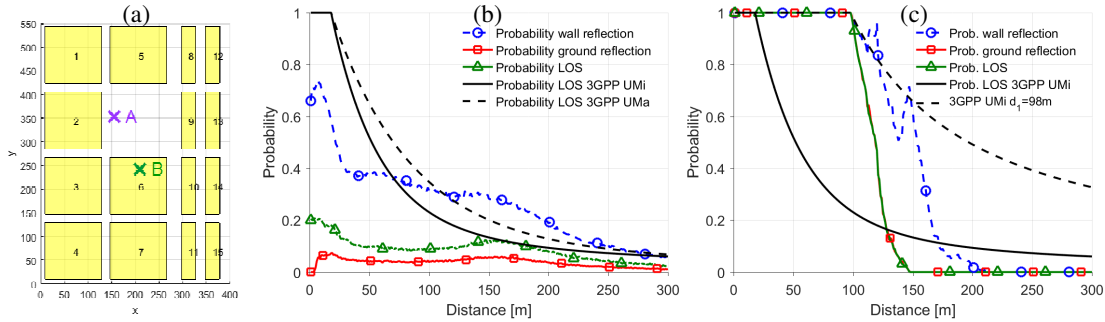 (a)
550
500
450
400
350
300
250
200
150
100
50
0
y
0 50 100 150 200 250 300 350 400
x
1 5 8 12
2 A 9 13
3 6 B 10 14
4 7 11 15
(b)
1
0.8
0.6
0.4
0.2
0
Probability
0 50 100 150 200 250 300
Distance [m]
Probability wall reflection
Probability ground reflection
Probability LOS
Probability LOS 3GPP UMi
Probability LOS 3GPP UMa
(c)
1
0.8
0.6
0.4
0.2
0
Probability
0 50 100 150 200 250 300
Distance [m]
Prob. wall reflection
Prob. ground reflection
Prob. LOS
Prob. LOS 3GPP UMi
3GPP UMi d₁=98m